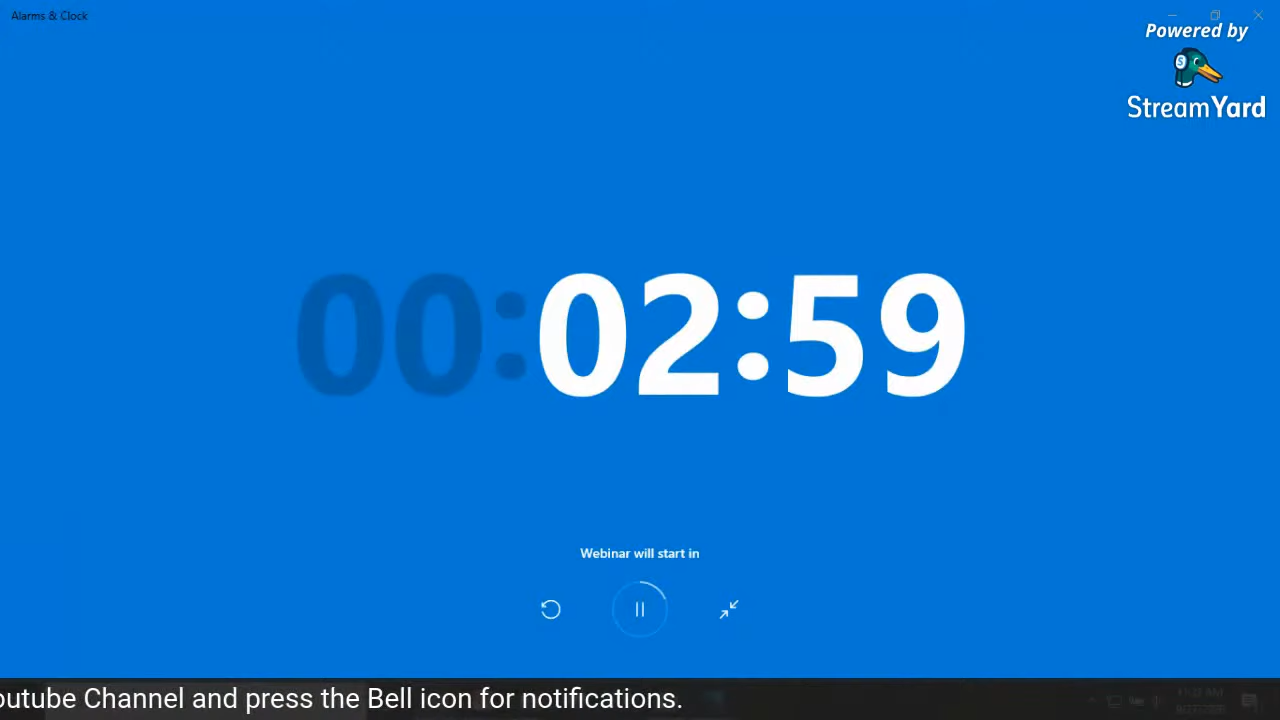 Alarms & Clock
Powered by
StreamYard
00:02:59
Webinar will start in
outube Channel and press the Bell icon for notifications.